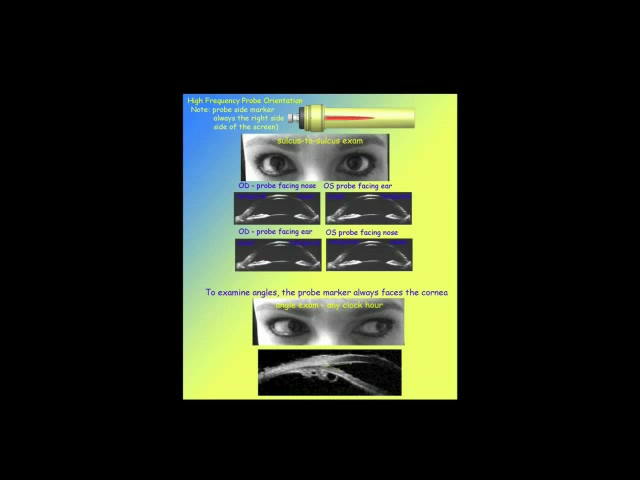 High Frequency Probe Orientation
Note: probe side marker
always the right side
side of the screen)
sulcus-to-sulcus exam
OD - probe facing nose OS probe facing ear
OD - probe facing ear OS probe facing nose
To examine angles, the probe marker always faces the cornea
angle exam - any clock hour